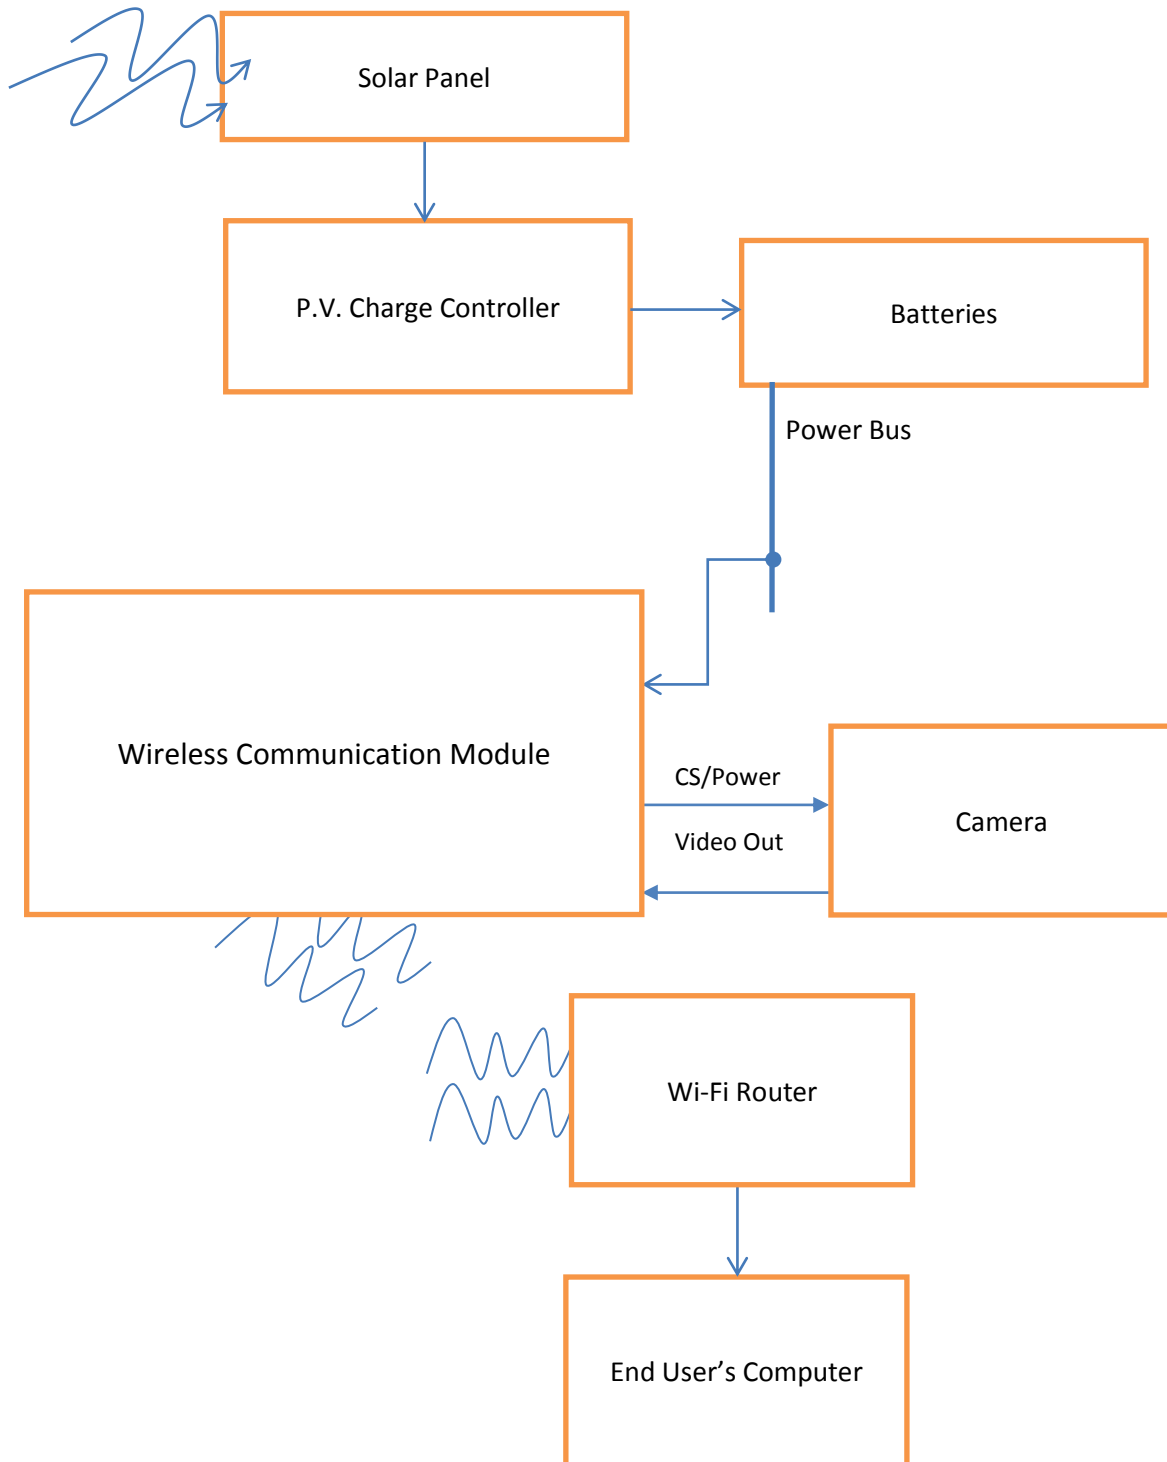 Solar Panel
P.V. Charge Controller
Batteries
Power Bus
Wireless Communication Module
CS/Power
Video Out
Camera
Wi-Fi Router
End User’s Computer